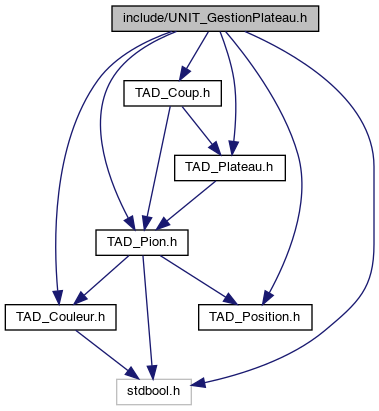 include/UNIT_GestionPlateau.h
TAD_Coup.h
TAD_Plateau.h
TAD_Pion.h
TAD_Couleur.h
TAD_Position.h
stdbool.h